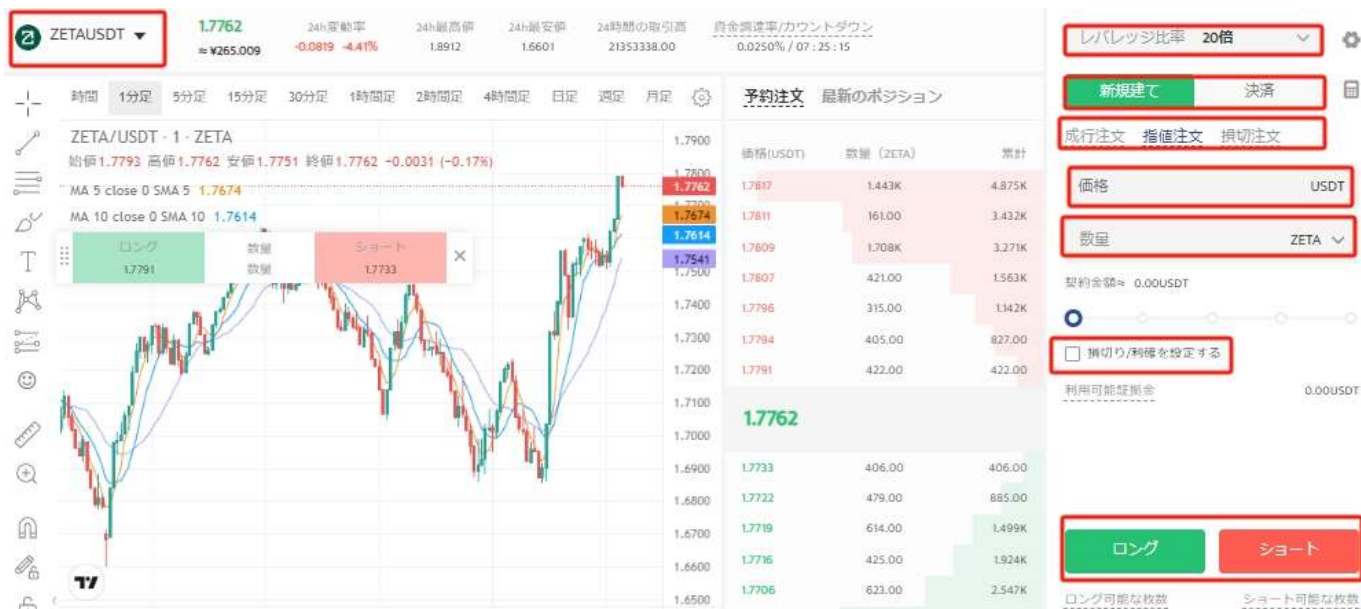 ZETAUSDT
1.7762
≈ ¥265.009
24h変動率
-0.0819 -4.41%
24h最高値
1.8912
24h最安値
1.6601
24時間の取引高
21353338.00
資金調達率/カウントダウン
0.0250% / 07 : 25 : 15
時間 1分足 5分足 15分足 30分足 1時間足 2時間足 4時間足 日足 週足 月足
ZETA/USDT · 1 · ZETA
始値1.7793 高値1.7762 安値1.7751 終値1.7762 -0.0031 (-0.17%)
MA 5 close 0 SMA 5 1.7674
MA 10 close 0 SMA 10 1.7614
ロング 数量 ショート
1.7791 数量 1.7733
1.7900
1.7800
1.7762
1.7674
1.7614
1.7541
1.7500
1.7400
1.7300
1.7200
1.7100
1.7000
1.6900
1.6800
1.6700
1.6600
1.6500
予約注文 最新のポジション
価格(USDT) 数量 (ZETA) 累計
1.7817 1.443K 4.875K
1.7811 161.00 3.432K
1.7809 1.708K 3.271K
1.7807 421.00 1.563K
1.7796 315.00 1.142K
1.7794 405.00 827.00
1.7791 422.00 422.00
1.7762
1.7733 406.00 406.00
1.7722 479.00 885.00
1.7719 614.00 1.499K
1.7716 425.00 1.924K
1.7706 623.00 2.547K
レバレッジ比率 20倍
新規建て 決済
成行注文 指値注文 損切注文
価格 USDT
数量 ZETA
契約金額≈ 0.00USDT
損切り/利確を設定する
利用可能証拠金 0.00USDT
ロング ショート
ロング可能な枚数 ショート可能な枚数